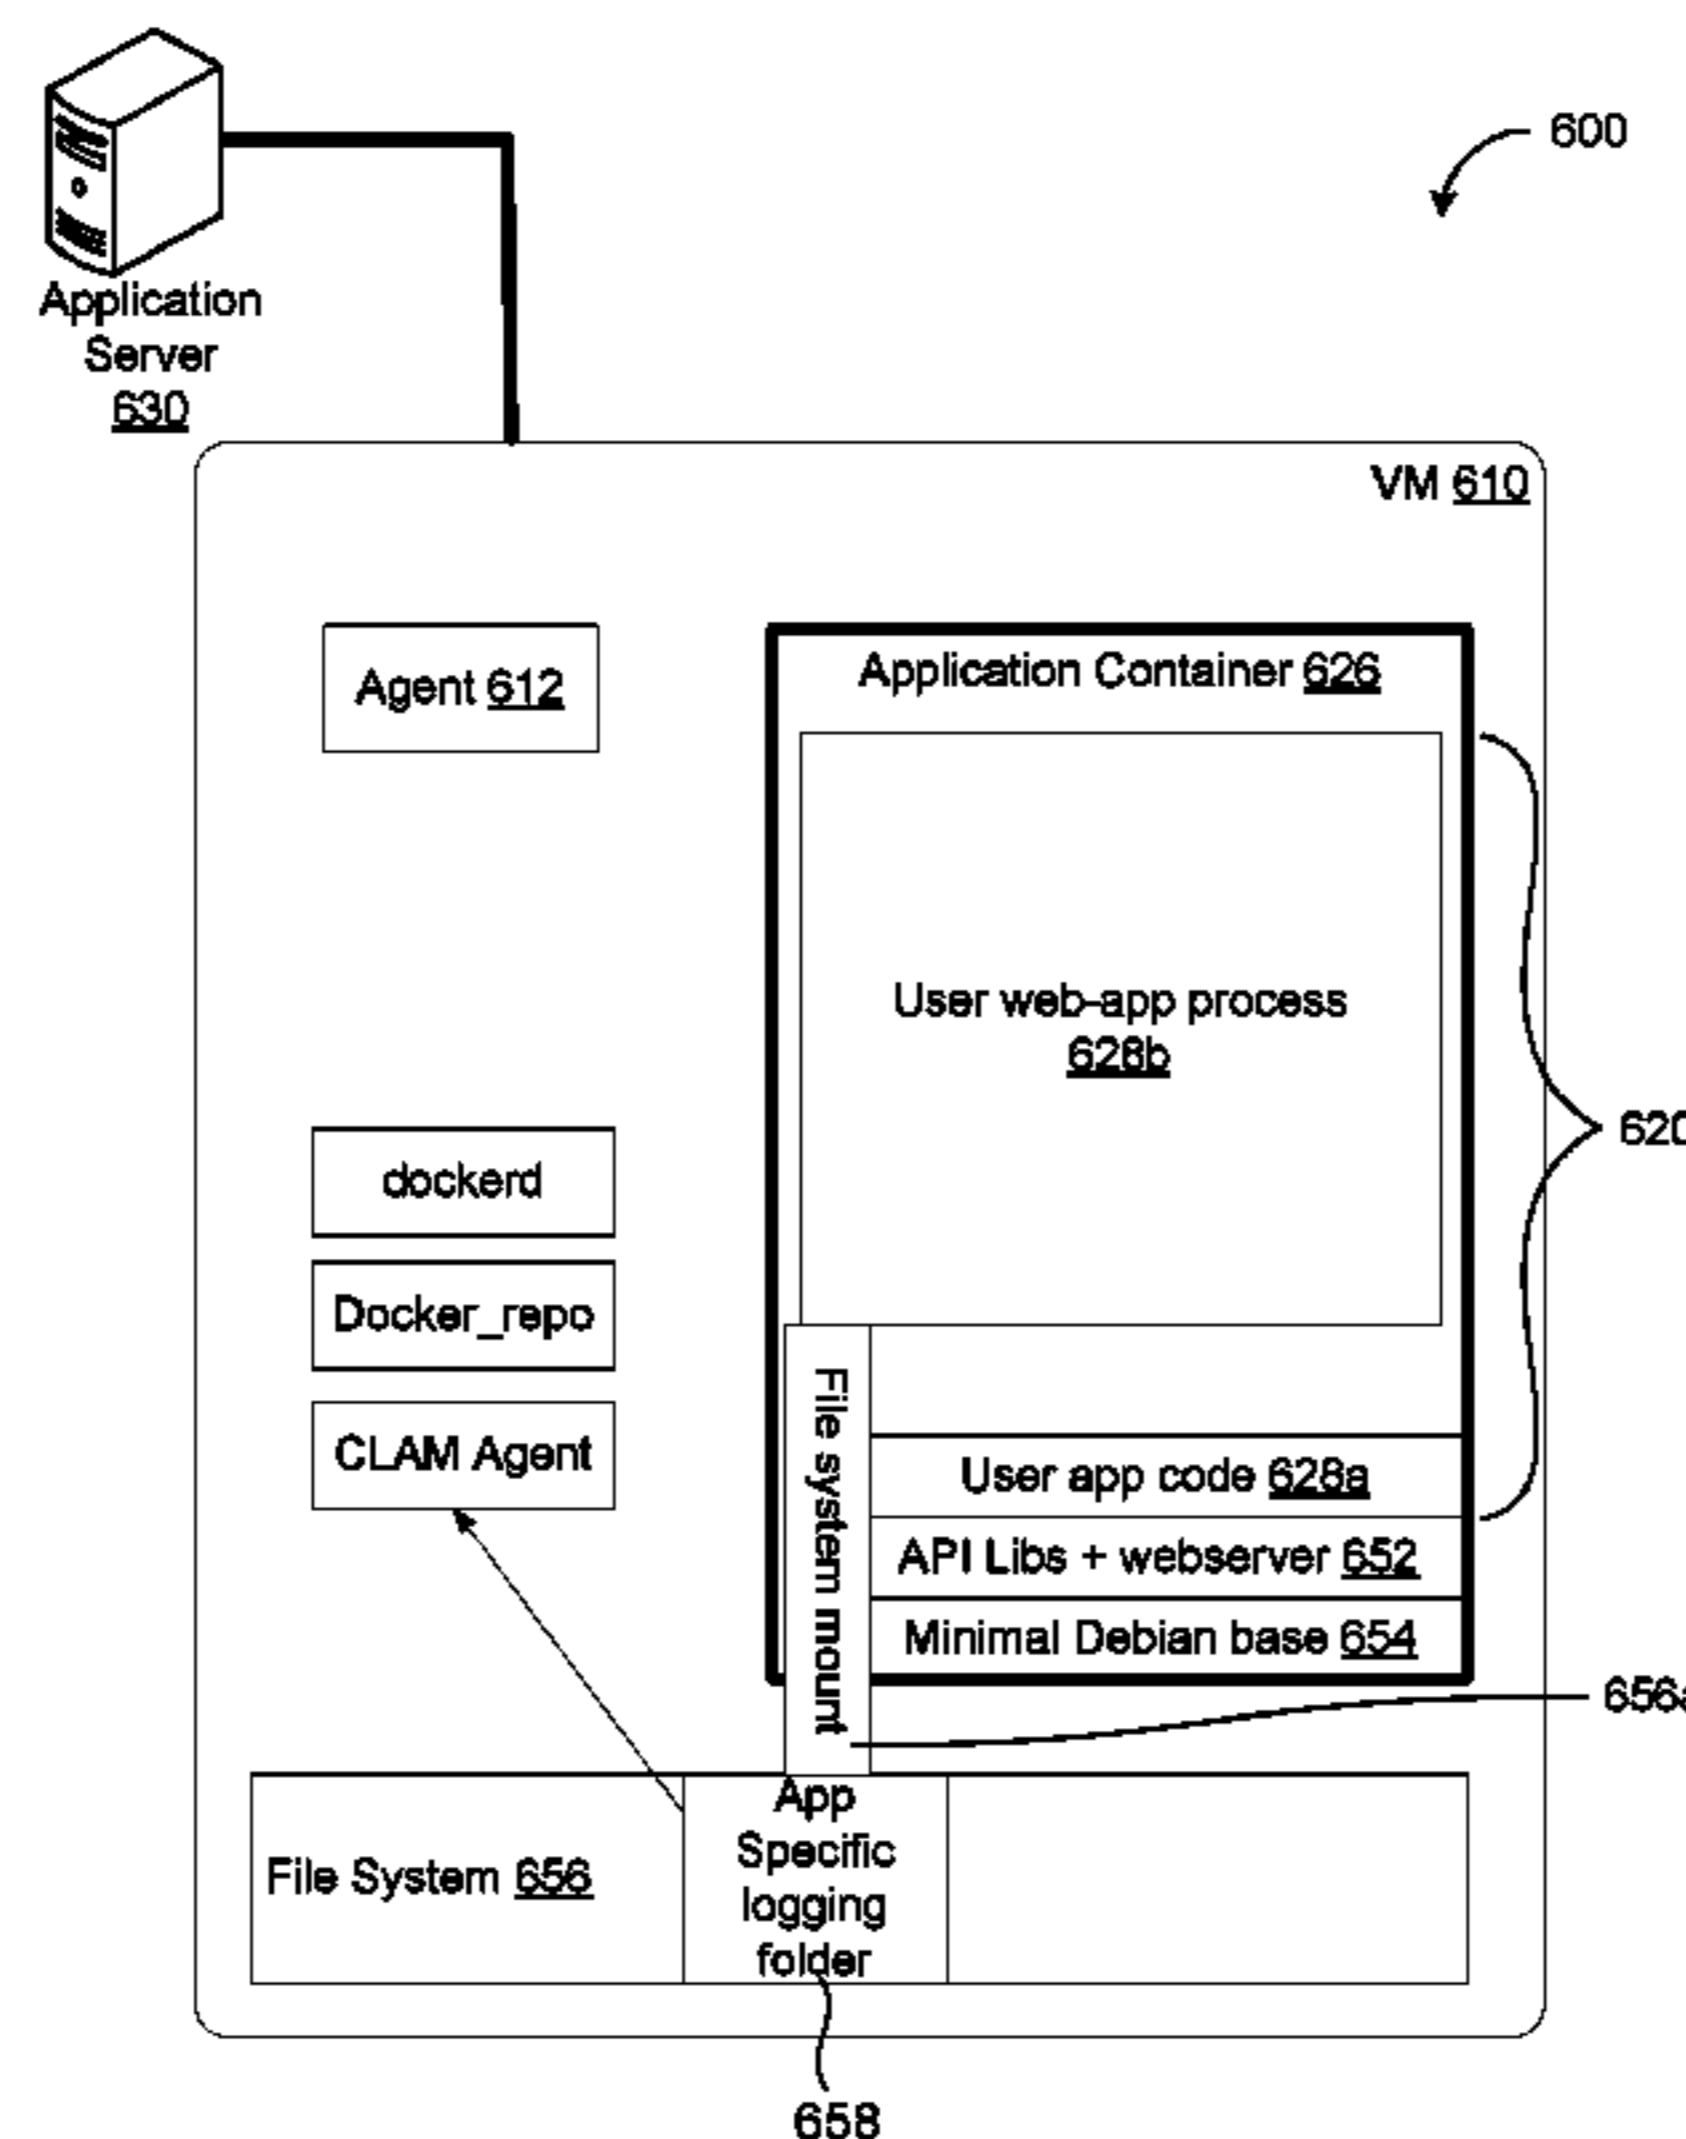 600
Application
Server
630
VM 610
Agent 612
Application Container 626
User web-app process
628b
620
dockerd
Docker_repo
CLAM Agent
File system mount
User app code 628a
API Libs + webserver 652
Minimal Debian base 654
656a
File System 656
App
Specific
logging
folder
658